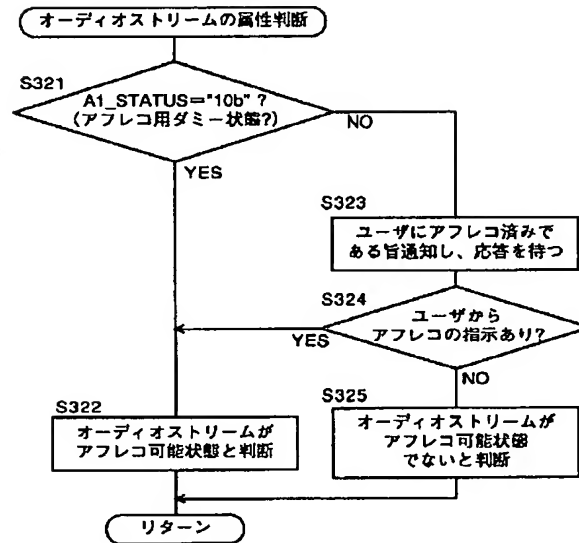 オーディオストリームの属性判断
S321
A1_STATUS="10b" ?
(アフレコ用ダミー状態?)
NO
YES
S323
ユーザにアフレコ済みで
ある旨通知し、応答を待つ
S324
ユーザから
アフレコの指示あり?
YES
NO
S322
オーディオストリームが
アフレコ可能状態と判断
S325
オーディオストリームが
アフレコ可能状態
でないと判断
リターン